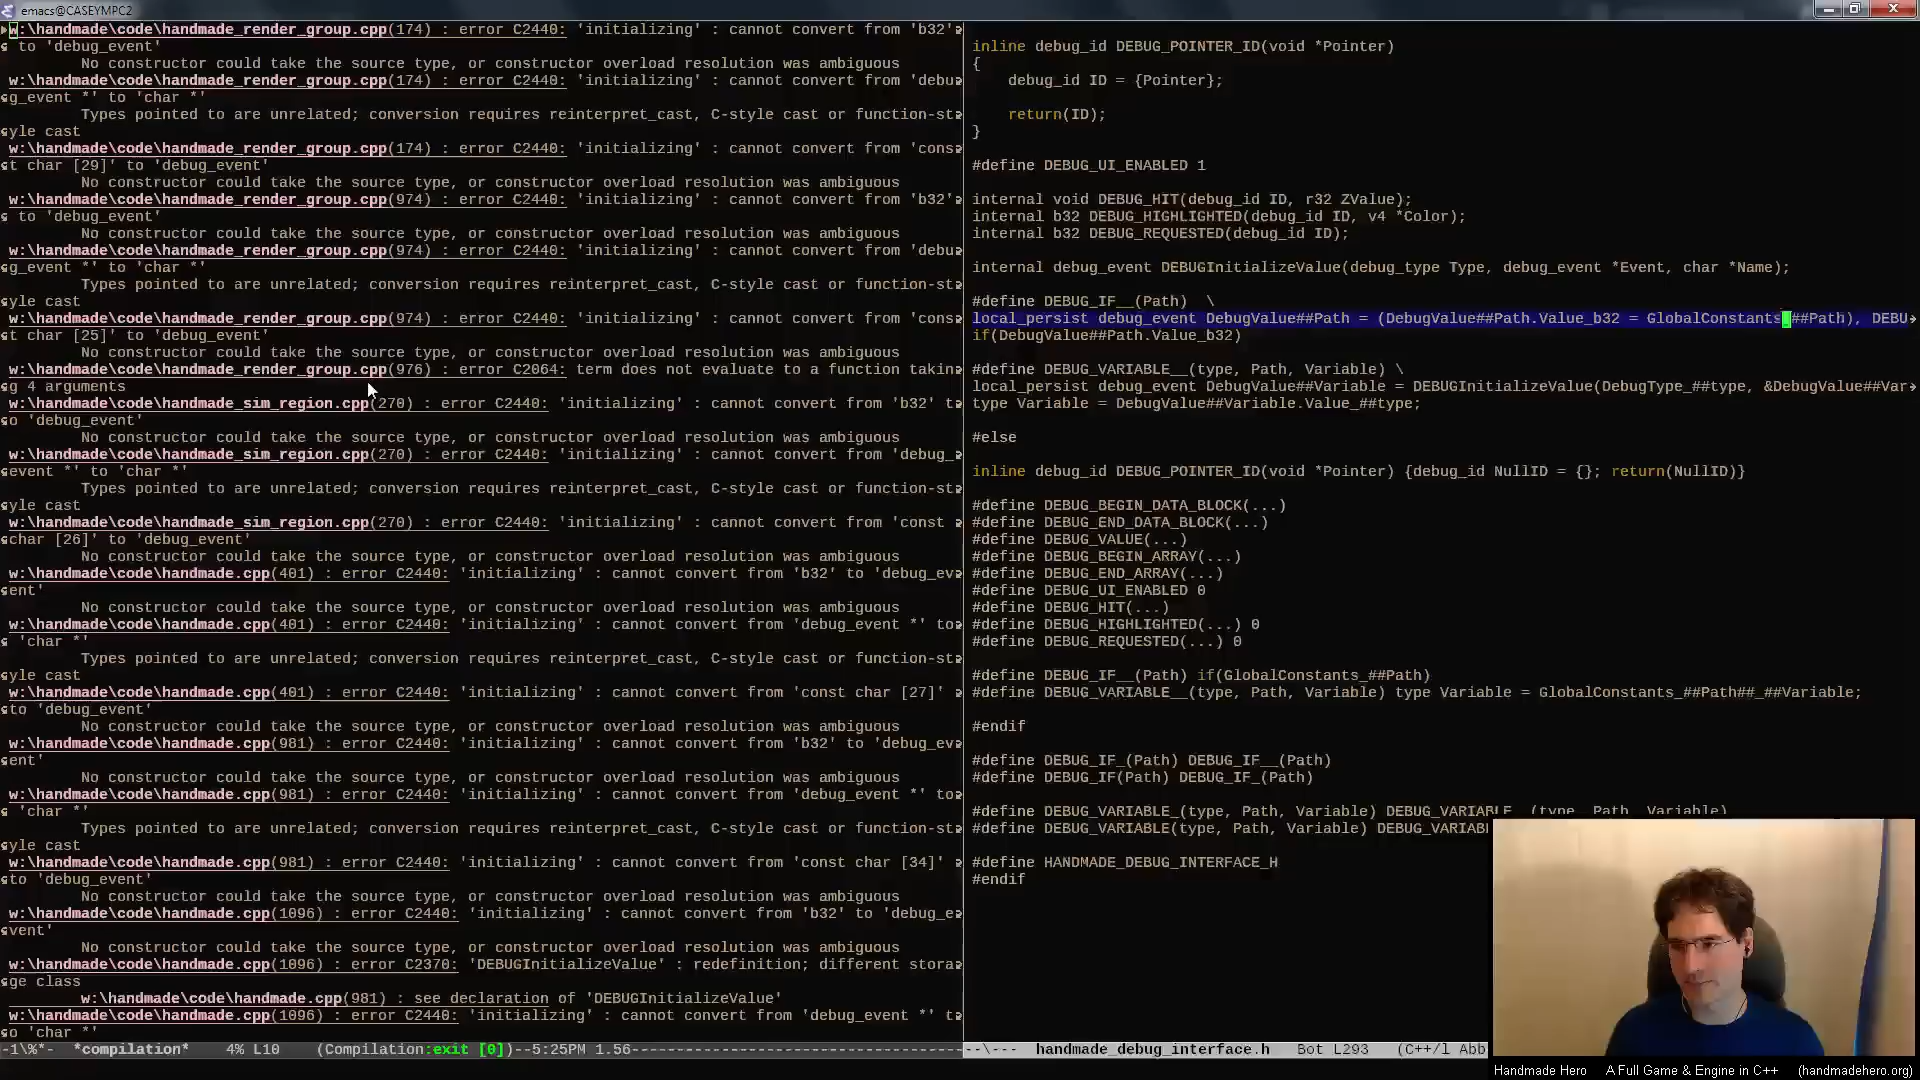 emacs@CASEYMPC2
w:\handmade\code\handmade_render_group.cpp(174) : error C2440: 'initializing' : cannot convert from 'b32'
to 'debug_event'
No constructor could take the source type, or constructor overload resolution was ambiguous
w:\handmade\code\handmade_render_group.cpp(174) : error C2440: 'initializing' : cannot convert from 'debu
g_event *' to 'char *'
Types pointed to are unrelated; conversion requires reinterpret_cast, C-style cast or function-st
yle cast
w:\handmade\code\handmade_render_group.cpp(174) : error C2440: 'initializing' : cannot convert from 'cons
t char [29]' to 'debug_event'
No constructor could take the source type, or constructor overload resolution was ambiguous
w:\handmade\code\handmade_render_group.cpp(974) : error C2440: 'initializing' : cannot convert from 'b32'
to 'debug_event'
No constructor could take the source type, or constructor overload resolution was ambiguous
w:\handmade\code\handmade_render_group.cpp(974) : error C2440: 'initializing' : cannot convert from 'debu
g_event *' to 'char *'
Types pointed to are unrelated; conversion requires reinterpret_cast, C-style cast or function-st
yle cast
w:\handmade\code\handmade_render_group.cpp(974) : error C2440: 'initializing' : cannot convert from 'cons
t char [25]' to 'debug_event'
No constructor could take the source type, or constructor overload resolution was ambiguous
w:\handmade\code\handmade_render_group.cpp(976) : error C2064: term does not evaluate to a function takin
g 4 arguments
w:\handmade\code\handmade_sim_region.cpp(270) : error C2440: 'initializing' : cannot convert from 'b32' t
o 'debug_event'
No constructor could take the source type, or constructor overload resolution was ambiguous
w:\handmade\code\handmade_sim_region.cpp(270) : error C2440: 'initializing' : cannot convert from 'debug_
event *' to 'char *'
Types pointed to are unrelated; conversion requires reinterpret_cast, C-style cast or function-st
yle cast
w:\handmade\code\handmade_sim_region.cpp(270) : error C2440: 'initializing' : cannot convert from 'const
char [26]' to 'debug_event'
No constructor could take the source type, or constructor overload resolution was ambiguous
w:\handmade\code\handmade.cpp(401) : error C2440: 'initializing' : cannot convert from 'b32' to 'debug_ev
ent'
No constructor could take the source type, or constructor overload resolution was ambiguous
w:\handmade\code\handmade.cpp(401) : error C2440: 'initializing' : cannot convert from 'debug_event *' to
'char *'
Types pointed to are unrelated; conversion requires reinterpret_cast, C-style cast or function-st
yle cast
w:\handmade\code\handmade.cpp(401) : error C2440: 'initializing' : cannot convert from 'const char [27]'
to 'debug_event'
No constructor could take the source type, or constructor overload resolution was ambiguous
w:\handmade\code\handmade.cpp(981) : error C2440: 'initializing' : cannot convert from 'b32' to 'debug_ev
ent'
No constructor could take the source type, or constructor overload resolution was ambiguous
w:\handmade\code\handmade.cpp(981) : error C2440: 'initializing' : cannot convert from 'debug_event *' to
'char *'
Types pointed to are unrelated; conversion requires reinterpret_cast, C-style cast or function-st
yle cast
w:\handmade\code\handmade.cpp(981) : error C2440: 'initializing' : cannot convert from 'const char [34]'
to 'debug_event'
No constructor could take the source type, or constructor overload resolution was ambiguous
w:\handmade\code\handmade.cpp(1096) : error C2440: 'initializing' : cannot convert from 'b32' to 'debug_e
vent'
No constructor could take the source type, or constructor overload resolution was ambiguous
w:\handmade\code\handmade.cpp(1096) : error C2370: 'DEBUGInitializeValue' : redefinition; different stora
ge class
w:\handmade\code\handmade.cpp(981) : see declaration of 'DEBUGInitializeValue'
w:\handmade\code\handmade.cpp(1096) : error C2440: 'initializing' : cannot convert from 'debug_event *' t
o 'char *'
-1\%*- *compilation* 4% L10 (Compilation:exit [0])--5:25PM 1.56
inline debug_id DEBUG_POINTER_ID(void *Pointer)
{
debug_id ID = {Pointer};
return(ID);
}
#define DEBUG_UI_ENABLED 1
internal void DEBUG_HIT(debug_id ID, r32 ZValue);
internal b32 DEBUG_HIGHLIGHTED(debug_id ID, v4 *Color);
internal b32 DEBUG_REQUESTED(debug_id ID);
internal debug_event DEBUGInitializeValue(debug_type Type, debug_event *Event, char *Name);
#define DEBUG_IF__(Path) \
local_persist debug_event DebugValue##Path = (DebugValue##Path.Value_b32 = GlobalConstants_##Path), DEBU
if(DebugValue##Path.Value_b32)
#define DEBUG_VARIABLE__(type, Path, Variable) \
local_persist debug_event DebugValue##Variable = DEBUGInitializeValue(DebugType_##type, &DebugValue##Var
type Variable = DebugValue##Variable.Value_##type;
#else
inline debug_id DEBUG_POINTER_ID(void *Pointer) {debug_id NullID = {}; return(NullID)}
#define DEBUG_BEGIN_DATA_BLOCK(...)
#define DEBUG_END_DATA_BLOCK(...)
#define DEBUG_VALUE(...)
#define DEBUG_BEGIN_ARRAY(...)
#define DEBUG_END_ARRAY(...)
#define DEBUG_UI_ENABLED 0
#define DEBUG_HIT(...)
#define DEBUG_HIGHLIGHTED(...) 0
#define DEBUG_REQUESTED(...) 0
#define DEBUG_IF__(Path) if(GlobalConstants_##Path)
#define DEBUG_VARIABLE__(type, Path, Variable) type Variable = GlobalConstants_##Path##_##Variable;
#endif
#define DEBUG_IF_(Path) DEBUG_IF__(Path)
#define DEBUG_IF(Path) DEBUG_IF_(Path)
#define DEBUG_VARIABLE_(type, Path, Variable) DEBUG_VARIABLE__(type, Path, Variable)
#define DEBUG_VARIABLE(type, Path, Variable) DEBUG_VARIABL
#define HANDMADE_DEBUG_INTERFACE_H
#endif
--\--- handmade_debug_interface.h Bot L293 (C++/l Abb
Handmade Hero A Full Game & Engine in C++ (handmadehero.org)